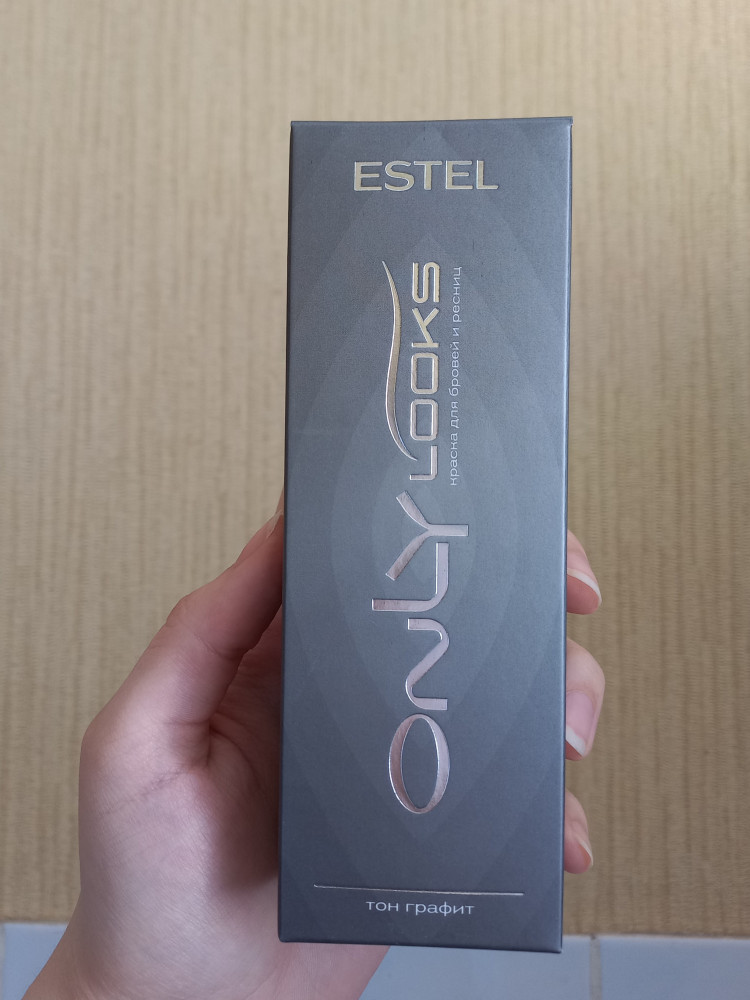 ESTEL
ONLY LOOKS
краска для бровей и ресниц
тон графит